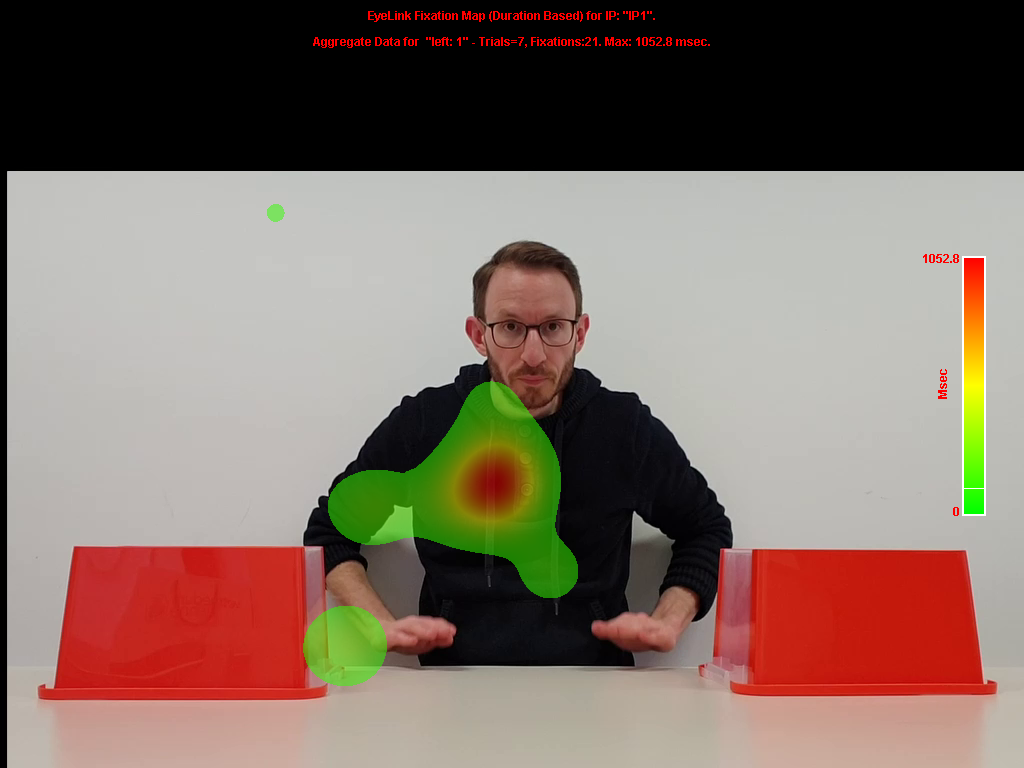 EyeLink Fixation Map (Duration Based) for IP: "IP1".
Aggregate Data for "left: 1" - Trials=7, Fixations:21. Max: 1052.8 msec.
1052.8
Msec
0